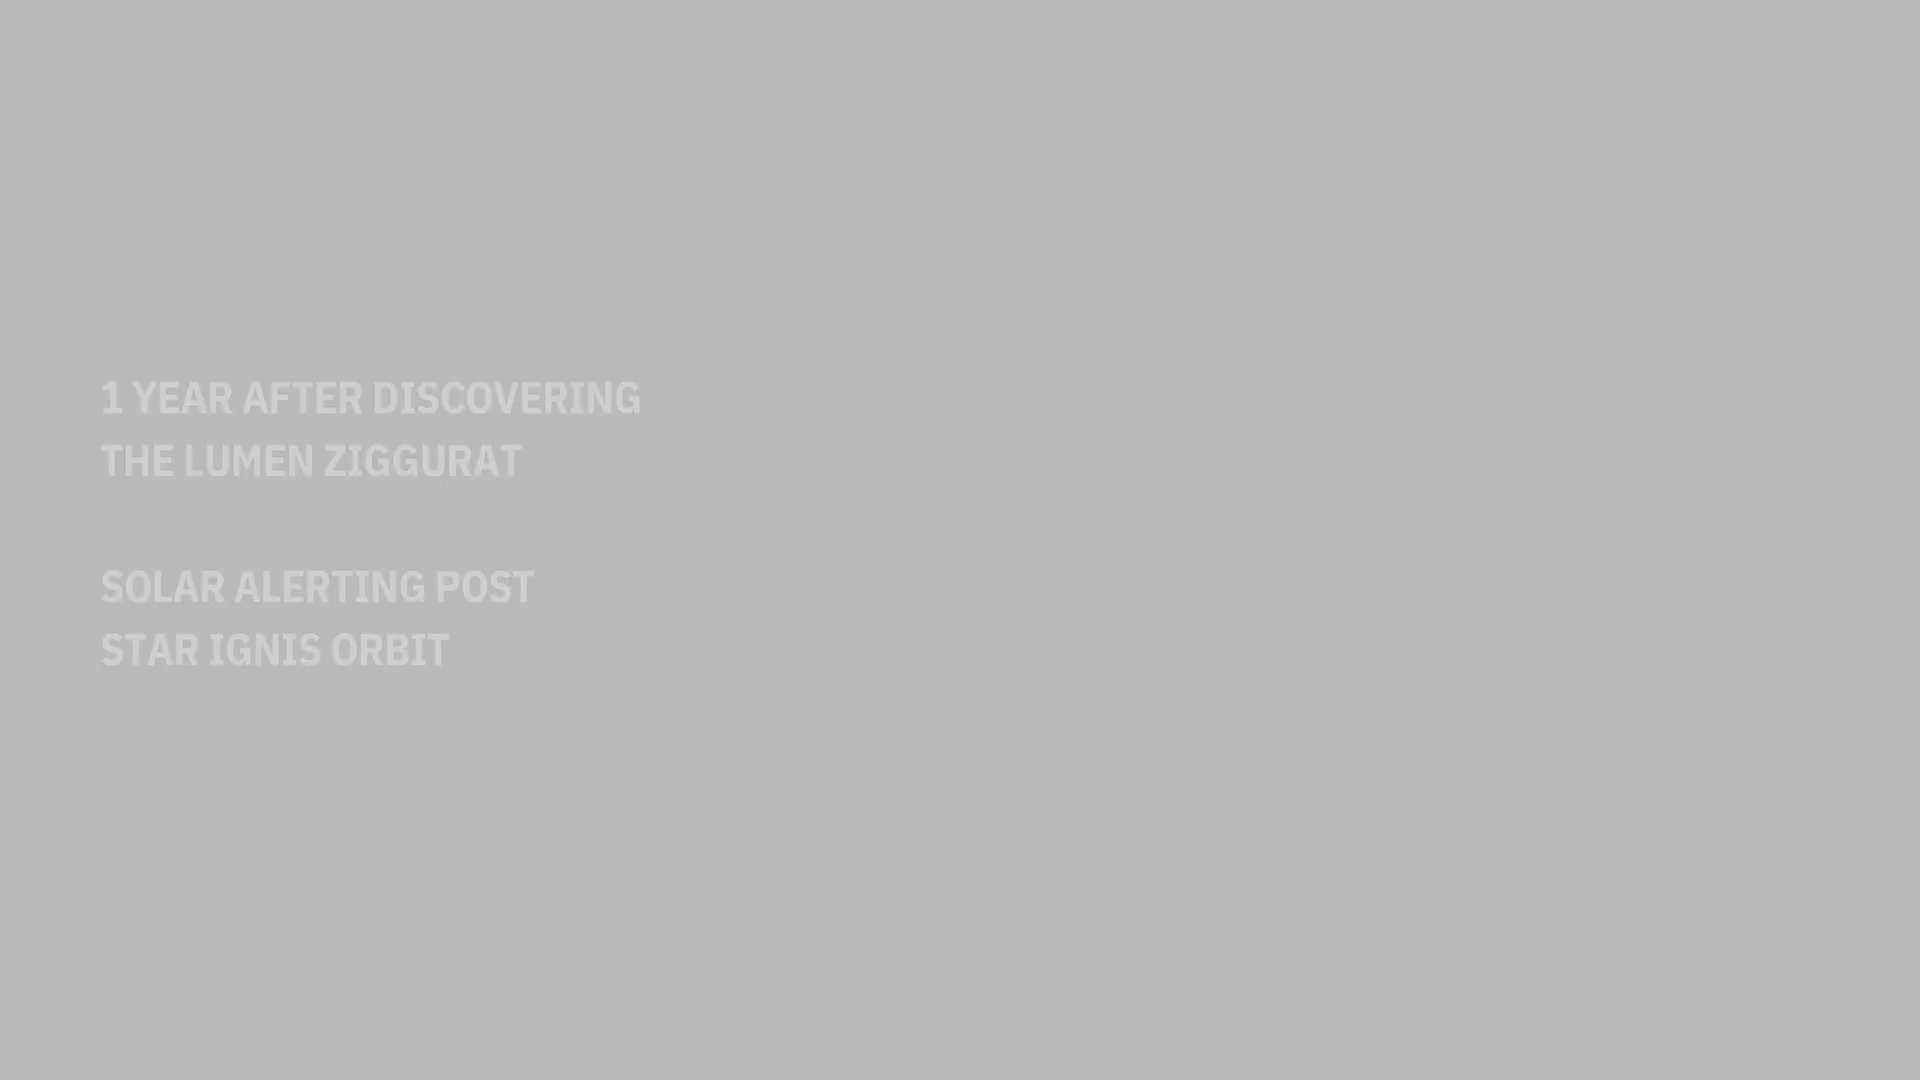 1 YEAR AFTER DISCOVERING
THE LUMEN ZIGGURAT
SOLAR ALERTING POST
STAR IGNIS ORBIT